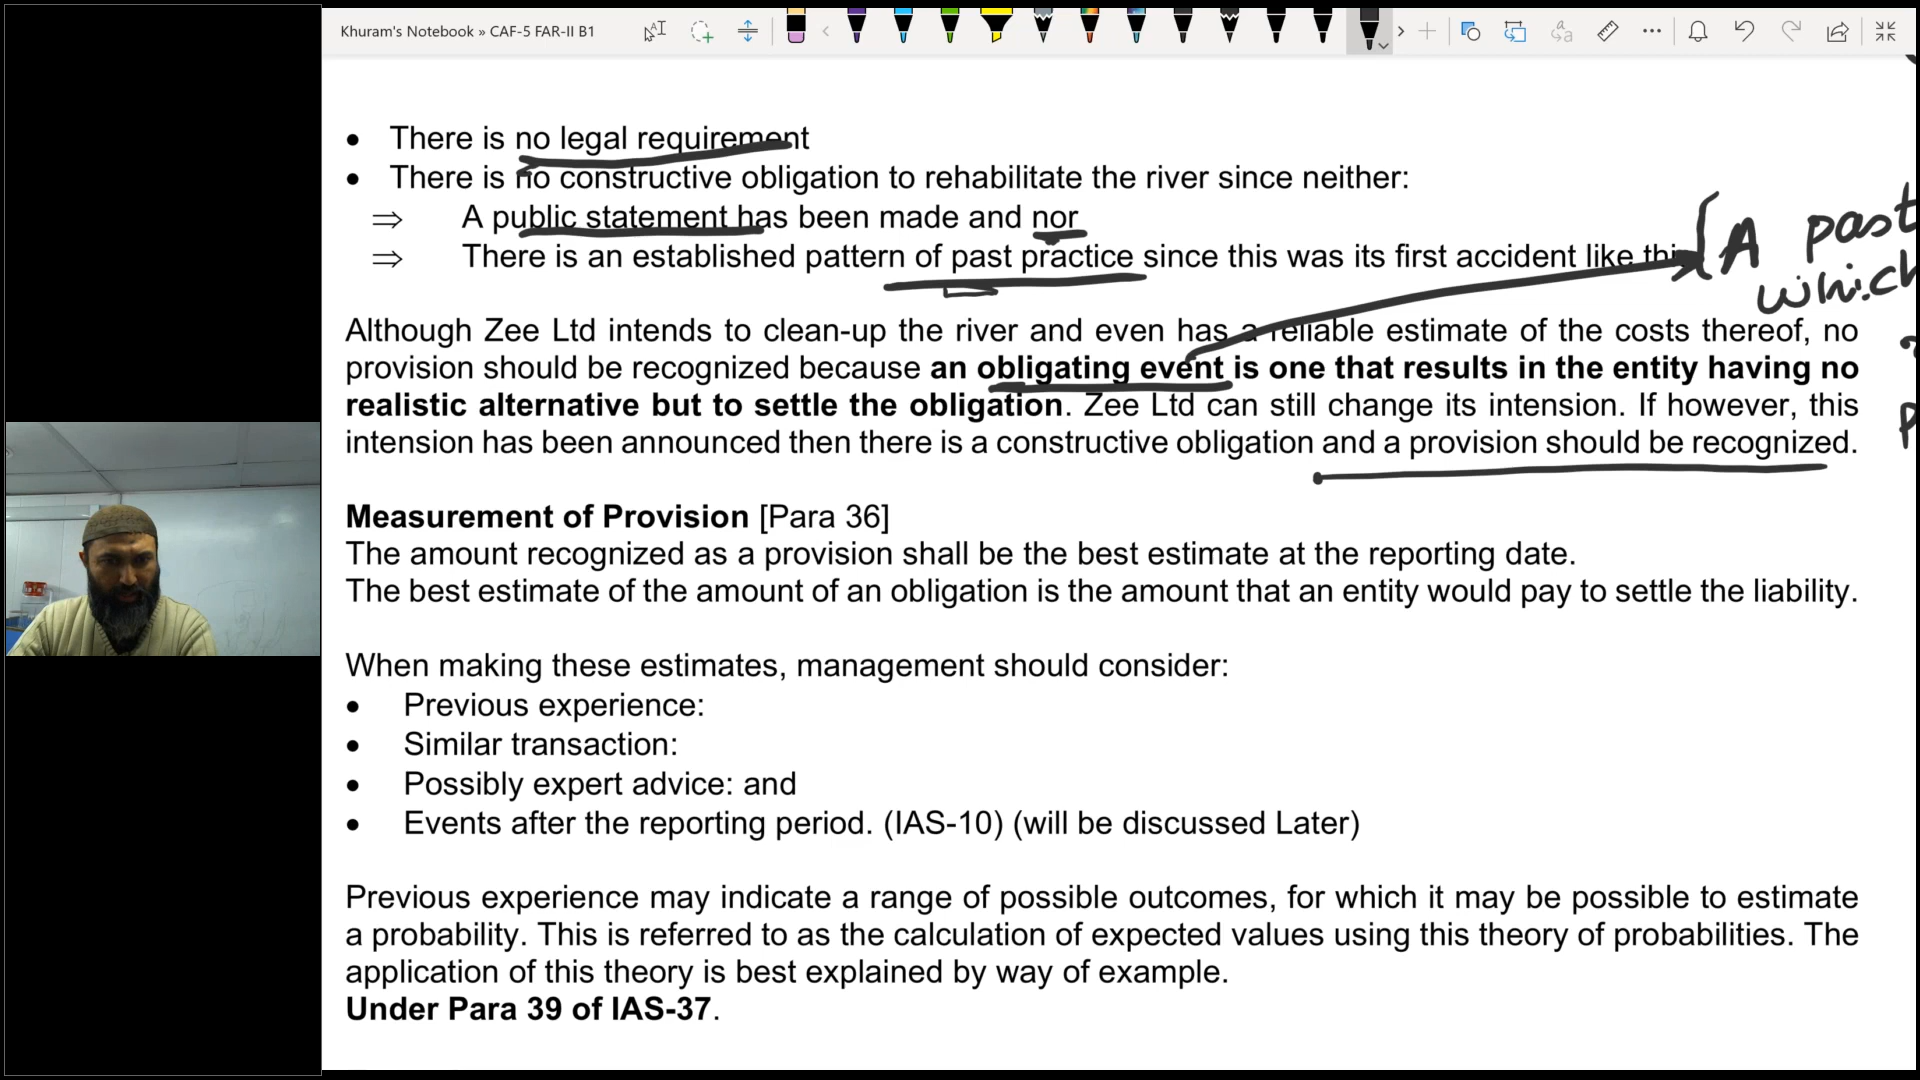 Khuram's Notebook » CAF-5 FAR-II B1
• There is no legal requirement
• There is no constructive obligation to rehabilitate the river since neither:
⇒ A public statement has been made and nor
⇒ There is an established pattern of past practice since this was its first accident like thi
A past
which
Although Zee Ltd intends to clean-up the river and even has a reliable estimate of the costs thereof, no
provision should be recognized because an obligating event is one that results in the entity having no
realistic alternative but to settle the obligation. Zee Ltd can still change its intension. If however, this
intension has been announced then there is a constructive obligation and a provision should be recognized.
Measurement of Provision [Para 36]
The amount recognized as a provision shall be the best estimate at the reporting date.
The best estimate of the amount of an obligation is the amount that an entity would pay to settle the liability.
When making these estimates, management should consider:
• Previous experience:
• Similar transaction:
• Possibly expert advice: and
• Events after the reporting period. (IAS-10) (will be discussed Later)
Previous experience may indicate a range of possible outcomes, for which it may be possible to estimate
a probability. This is referred to as the calculation of expected values using this theory of probabilities. The
application of this theory is best explained by way of example.
Under Para 39 of IAS-37.